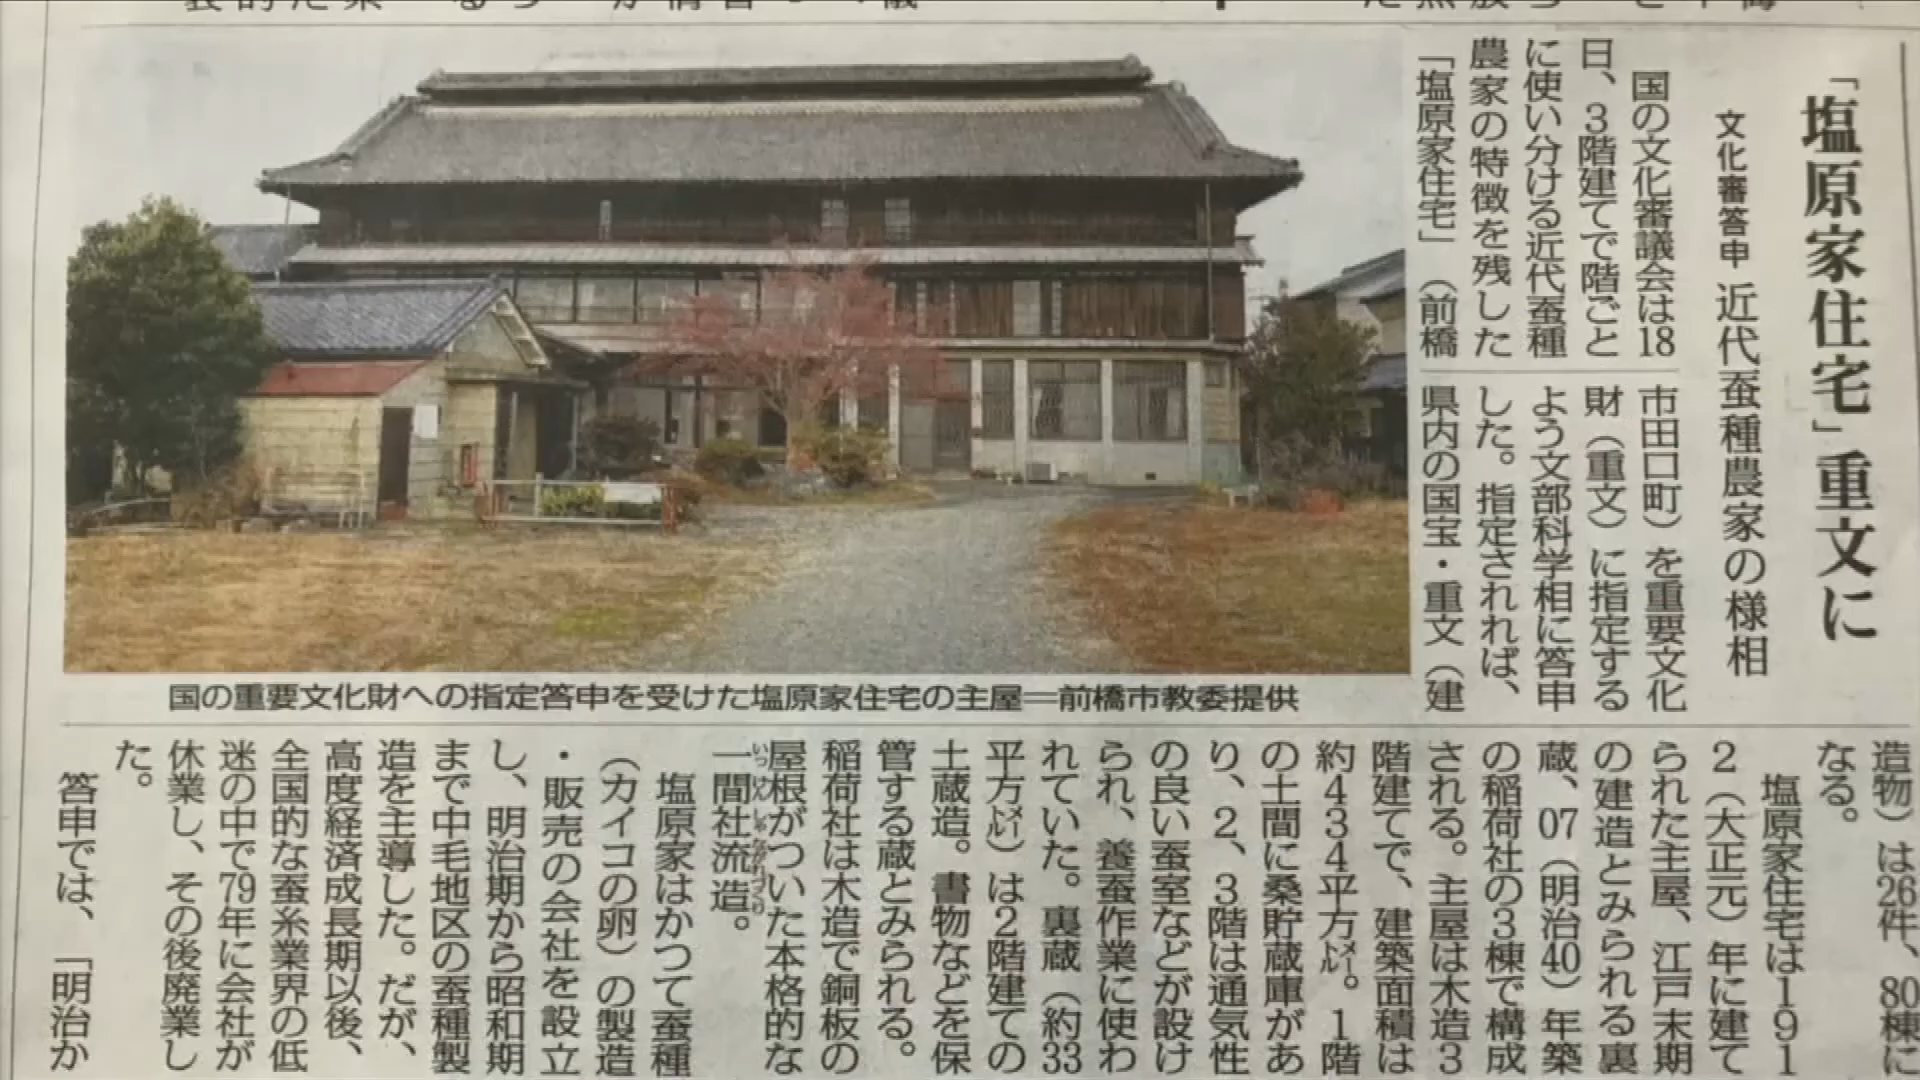 「塩原家住宅」重文に
文化審答申 近代蚕種農家の様相
国の文化審議会は18
日、3階建てで階ごと
に使い分ける近代蚕種
農家の特徴を残した
「塩原家住宅」（前橋
市田口町）を重要文化
財（重文）に指定する
よう文部科学相に答申
した。指定されれば、
県内の国宝・重文（建
国の重要文化財への指定答申を受けた塩原家住宅の主屋＝前橋市教委提供
造物）は26件、80棟に
なる。
塩原家住宅は191
2（大正元）年に建て
られた主屋、江戸末期
の建造とみられる裏
蔵、07（明治40）年築
の稲荷社の3棟で構成
される。主屋は木造3
階建てで、建築面積は
約434平方メートル。1階
の土間に桑貯蔵庫があ
り、2、3階は通気性
の良い蚕室などが設け
られ、養蚕作業に使わ
れていた。裏蔵（約33
平方メートル）は2階建ての
土蔵造。書物などを保
管する蔵とみられる。
稲荷社は木造で銅板の
屋根がついた本格的な
一間社流造。
いっけんしゃながれづくり
塩原家はかつて蚕種
（カイコの卵）の製造
・販売の会社を設立
し、明治期から昭和期
まで中毛地区の蚕種製
造を主導した。だが、
高度経済成長期以後、
全国的な蚕糸業界の低
迷の中で79年に会社が
休業し、その後廃業し
た。
答申では、「明治か